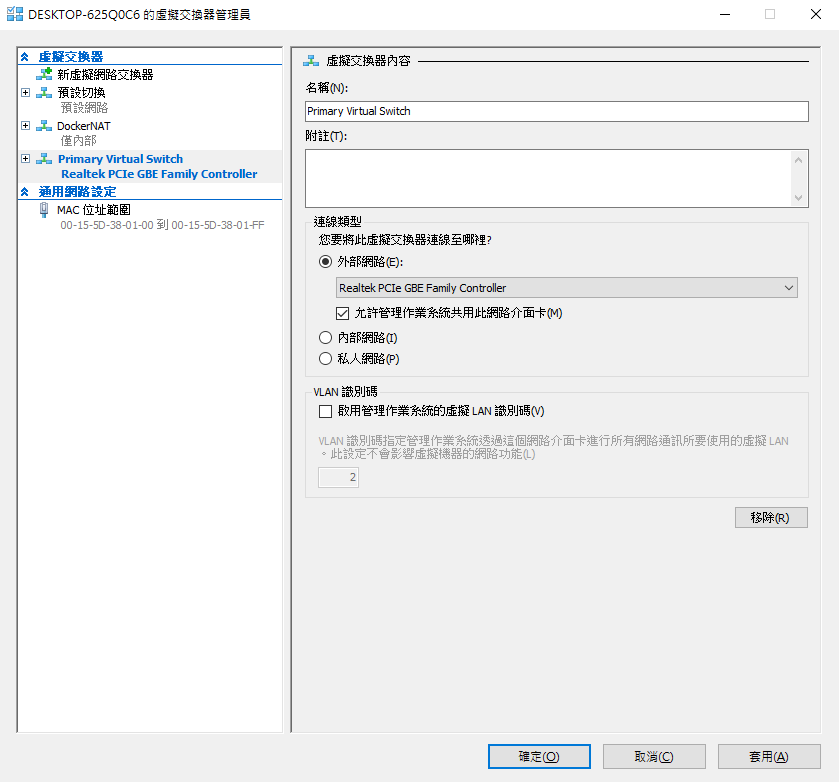 DESKTOP-625Q0C6 的虛擬交換器管理員
虛擬交換器
新虛擬網路交換器
預設切換
預設網路
DockerNAT
僅內部
Primary Virtual Switch
Realtek PCIe GBE Family Controller
通用網路設定
MAC 位址範圍
00-15-5D-38-01-00 到 00-15-5D-38-01-FF
虛擬交換器內容
名稱(N):
Primary Virtual Switch
附註(T):
連線類型
您要將此虛擬交換器連線至哪裡?
外部網路(E):
Realtek PCIe GBE Family Controller
允許管理作業系統共用此網路介面卡(M)
內部網路(I)
私人網路(P)
VLAN 識別碼
啟用管理作業系統的虛擬 LAN 識別碼(V)
VLAN 識別碼指定管理作業系統透過這個網路介面卡進行所有網路通訊所要使用的虛擬 LAN
。此設定不會影響虛擬機器的網路功能(L)
2
移除(R)
確定(O)
取消(C)
套用(A)